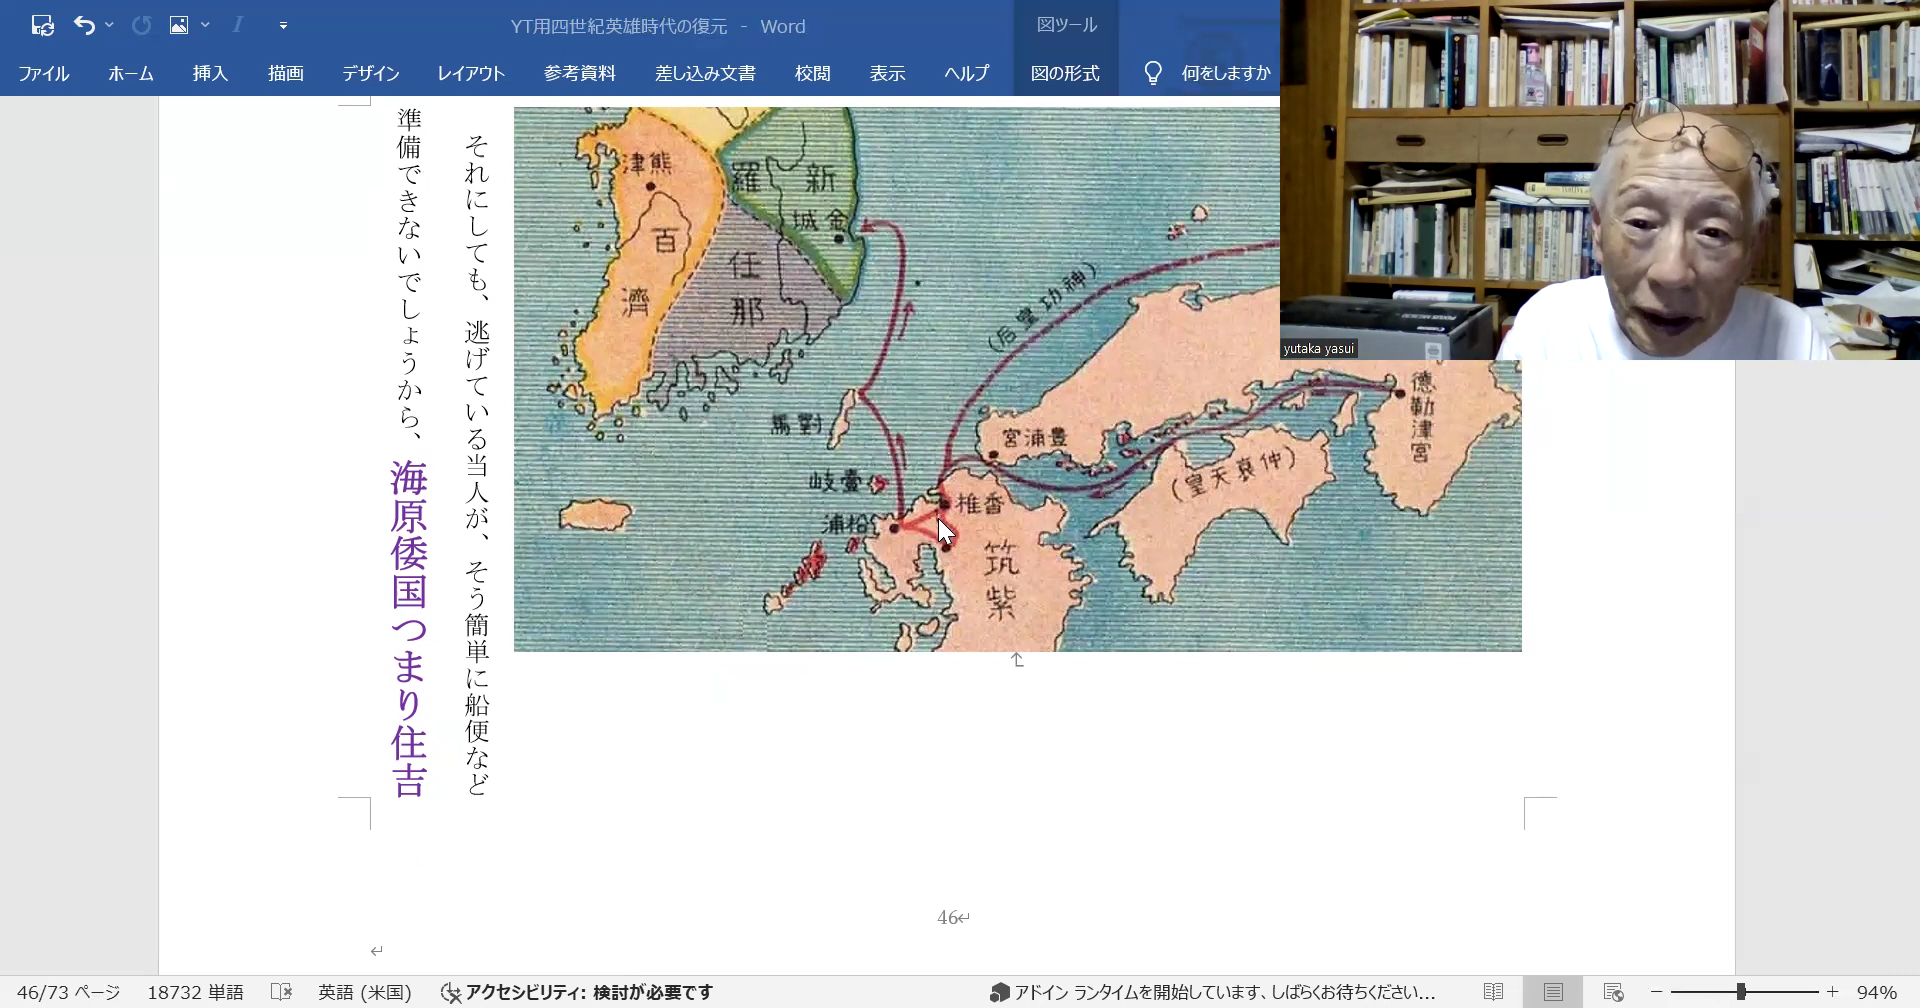 YT用四世紀英雄時代の復元 - Word
図ツール
ファイル
ホーム
挿入
描画
デザイン
レイアウト
参考資料
差し込み文書
校閲
表示
ヘルプ
図の形式
何をしますか
yutaka yasui
津熊
羅新
城金
百濟
任那
馬對
岐壹
浦松
(后皇功神)
宮浦豊
椎香
筑紫
(皇天哀仲)
德勒津宮
それにしても、逃げている当人が、そう簡単に船便など
準備できないでしょうから、海原倭国つまり住吉
46
46/73 ページ
18732 単語
英語 (米国)
アクセシビリティ: 検討が必要です
アドイン ランタイムを開始しています、しばらくお待ちください...
94%